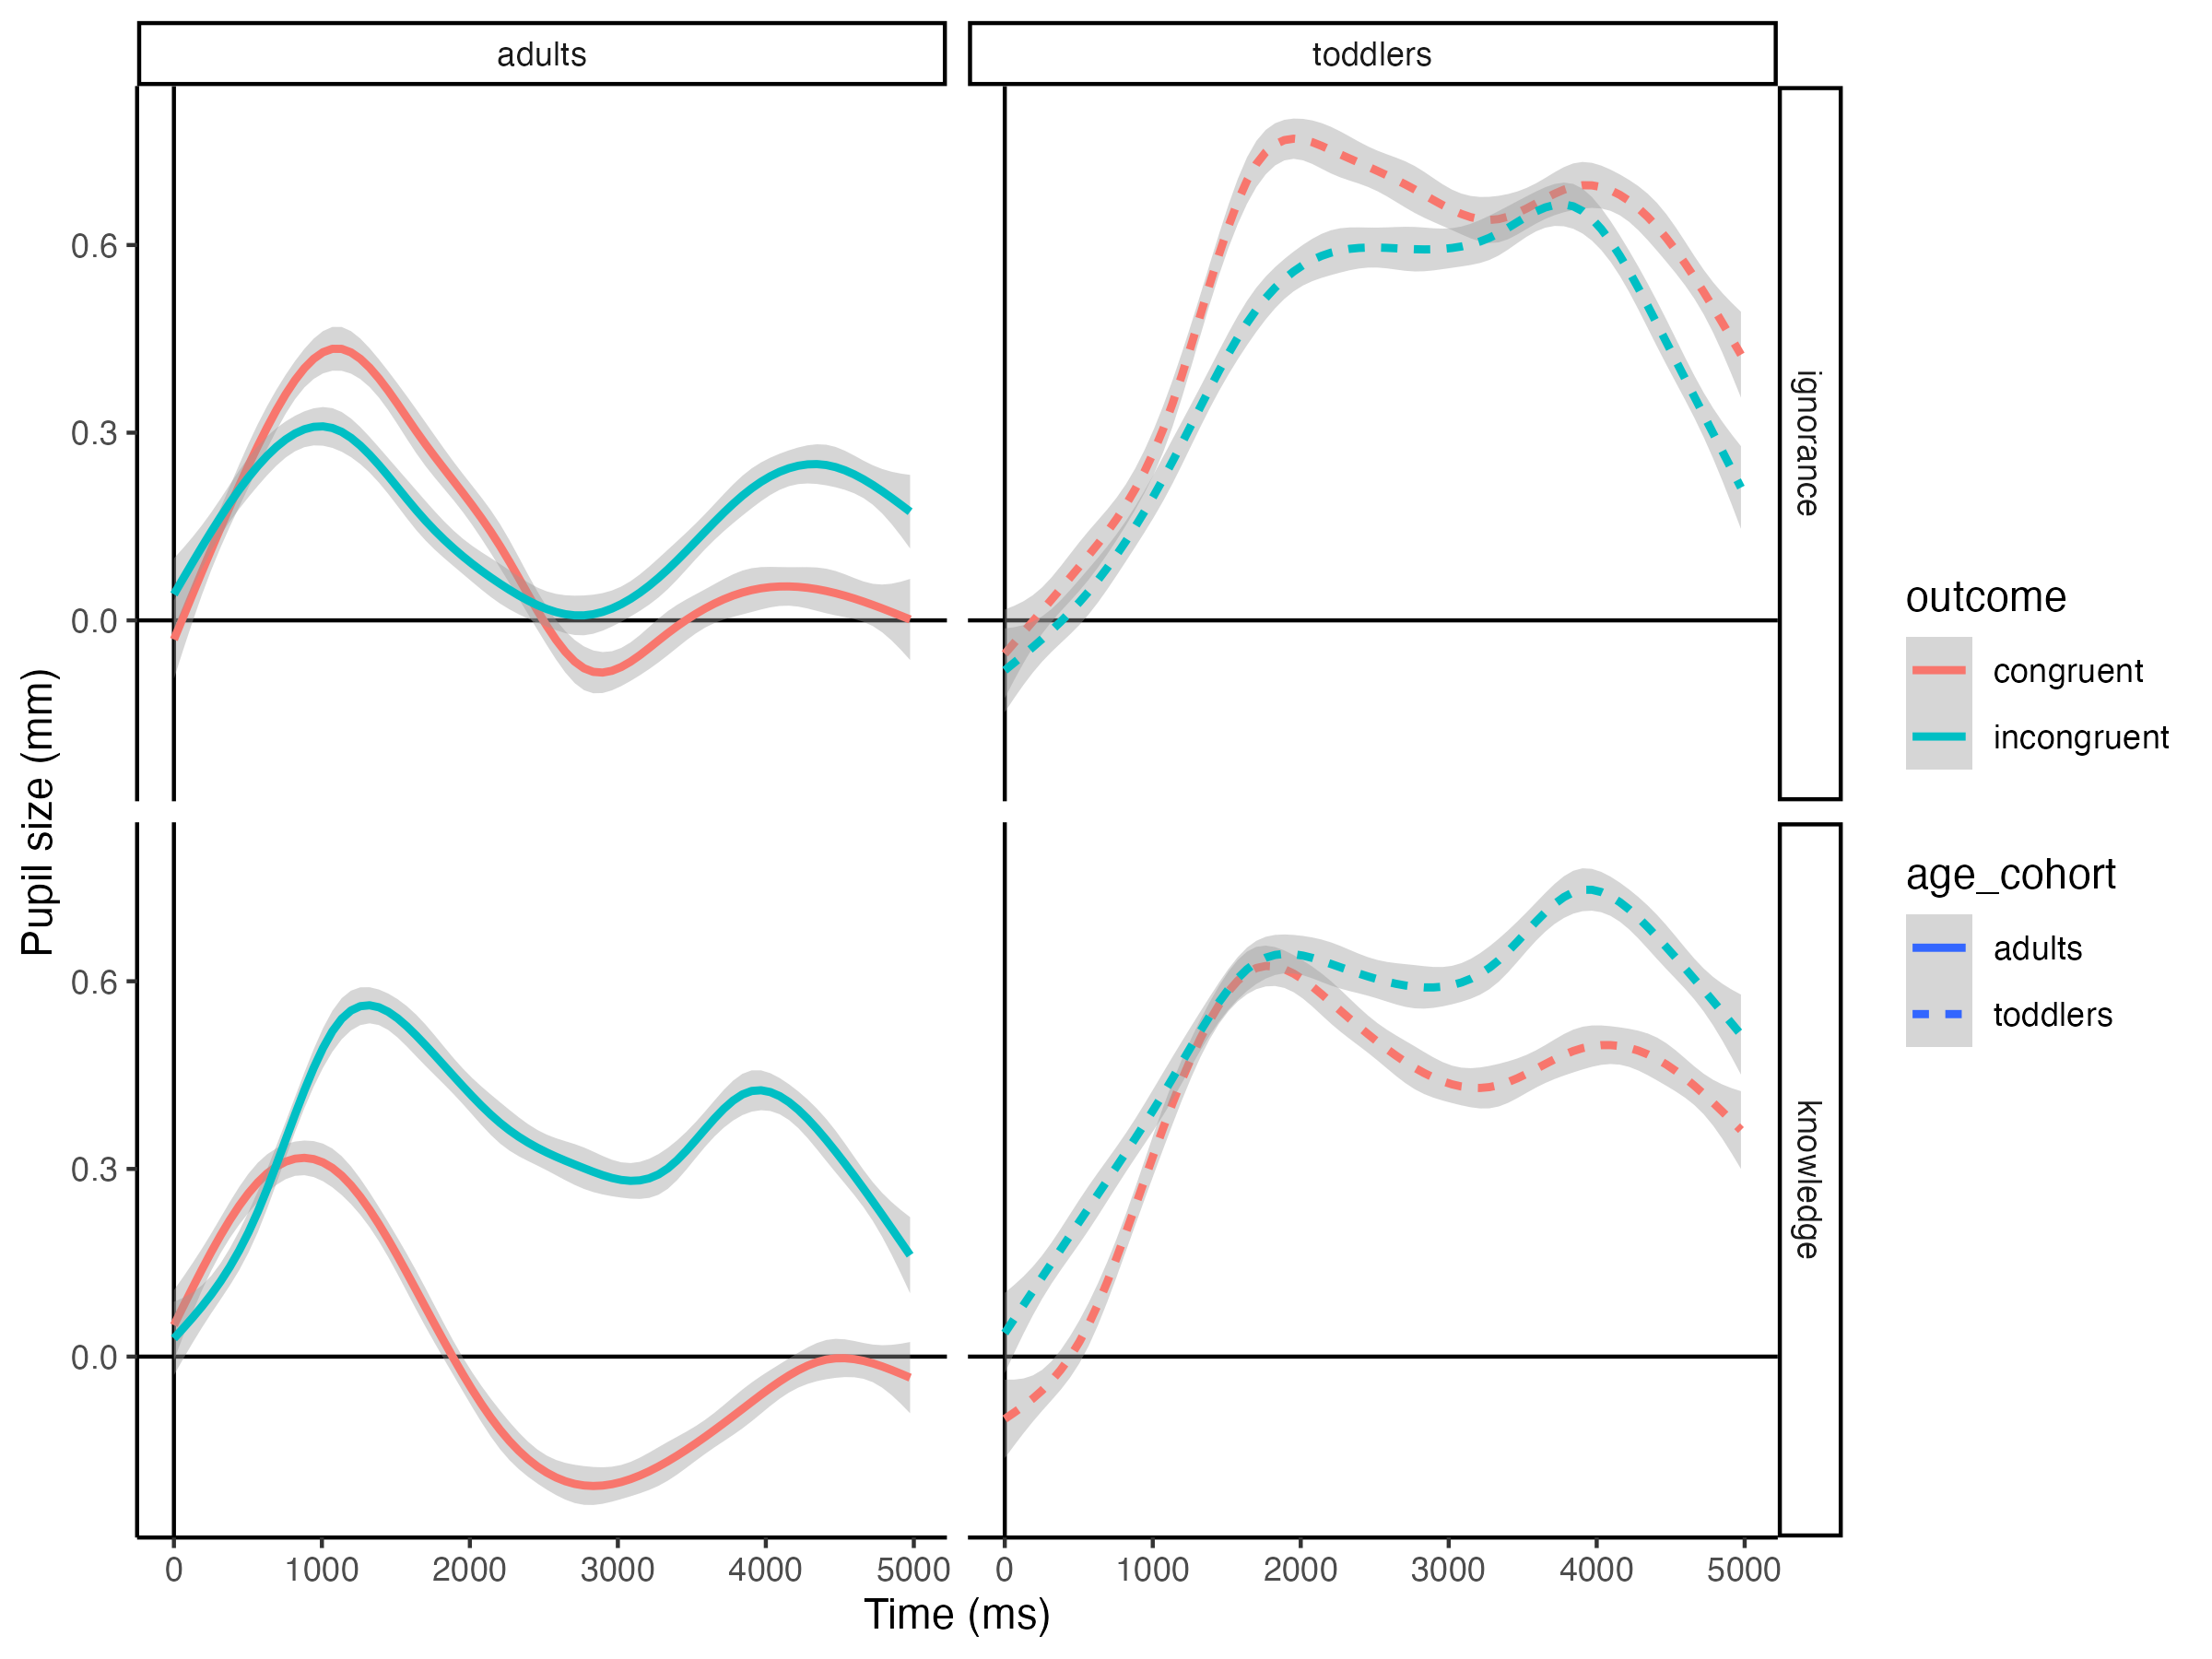 adults
toddlers
ignorance
knowledge
Pupil size (mm)
0.6
0.3
0.0
0.6
0.3
0.0
0 1000 2000 3000 4000 5000
0 1000 2000 3000 4000 5000
Time (ms)
outcome
congruent
incongruent
age_cohort
adults
toddlers